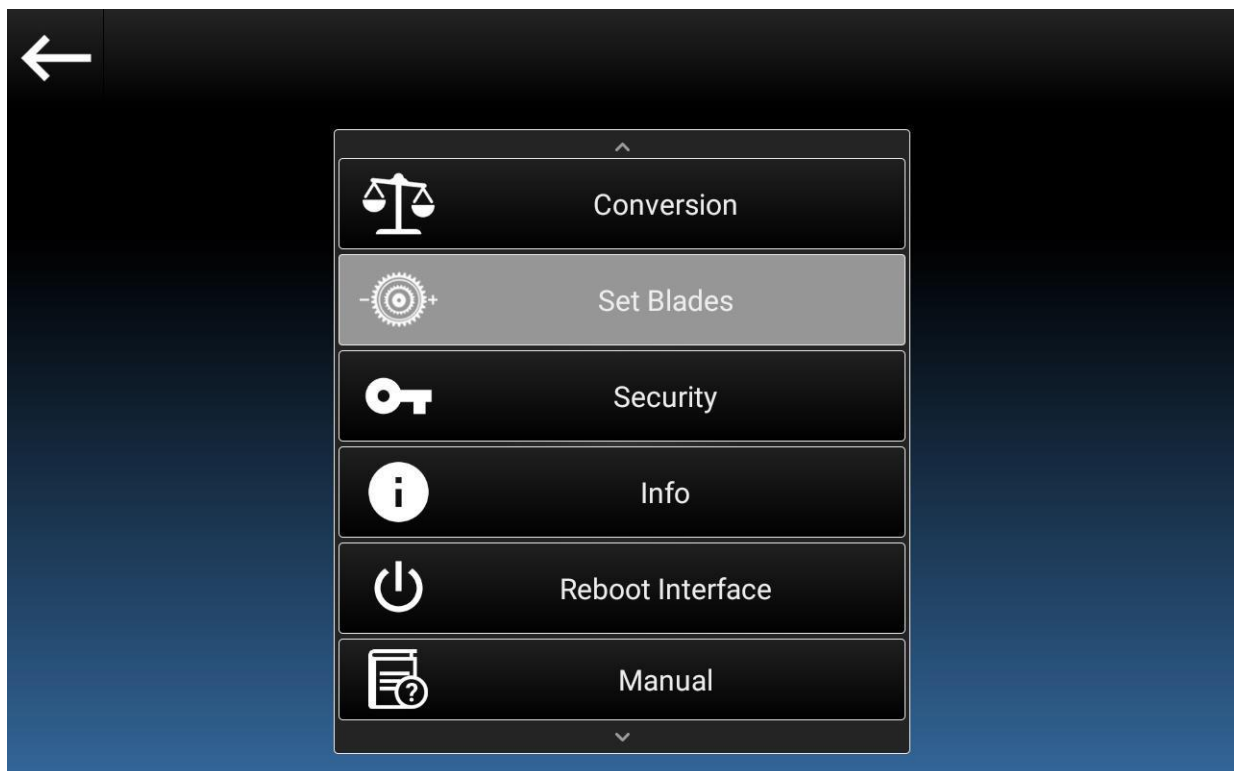 Conversion
Set Blades
Security
Info
Reboot Interface
Manual